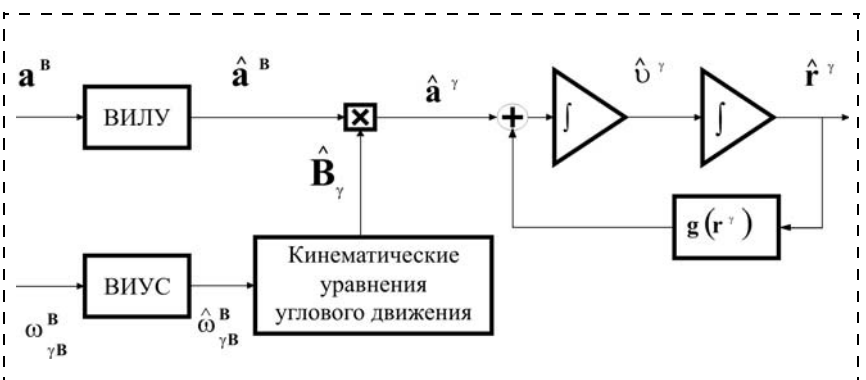 a^B
ВИЛУ
â^B
â^γ
∫
υ̂^γ
∫
r̂^γ
B̂_γ
g(r^γ)
ω^B_γB
ВИУС
ω̂^B_γB
Кинематические
уравнения
углового движения